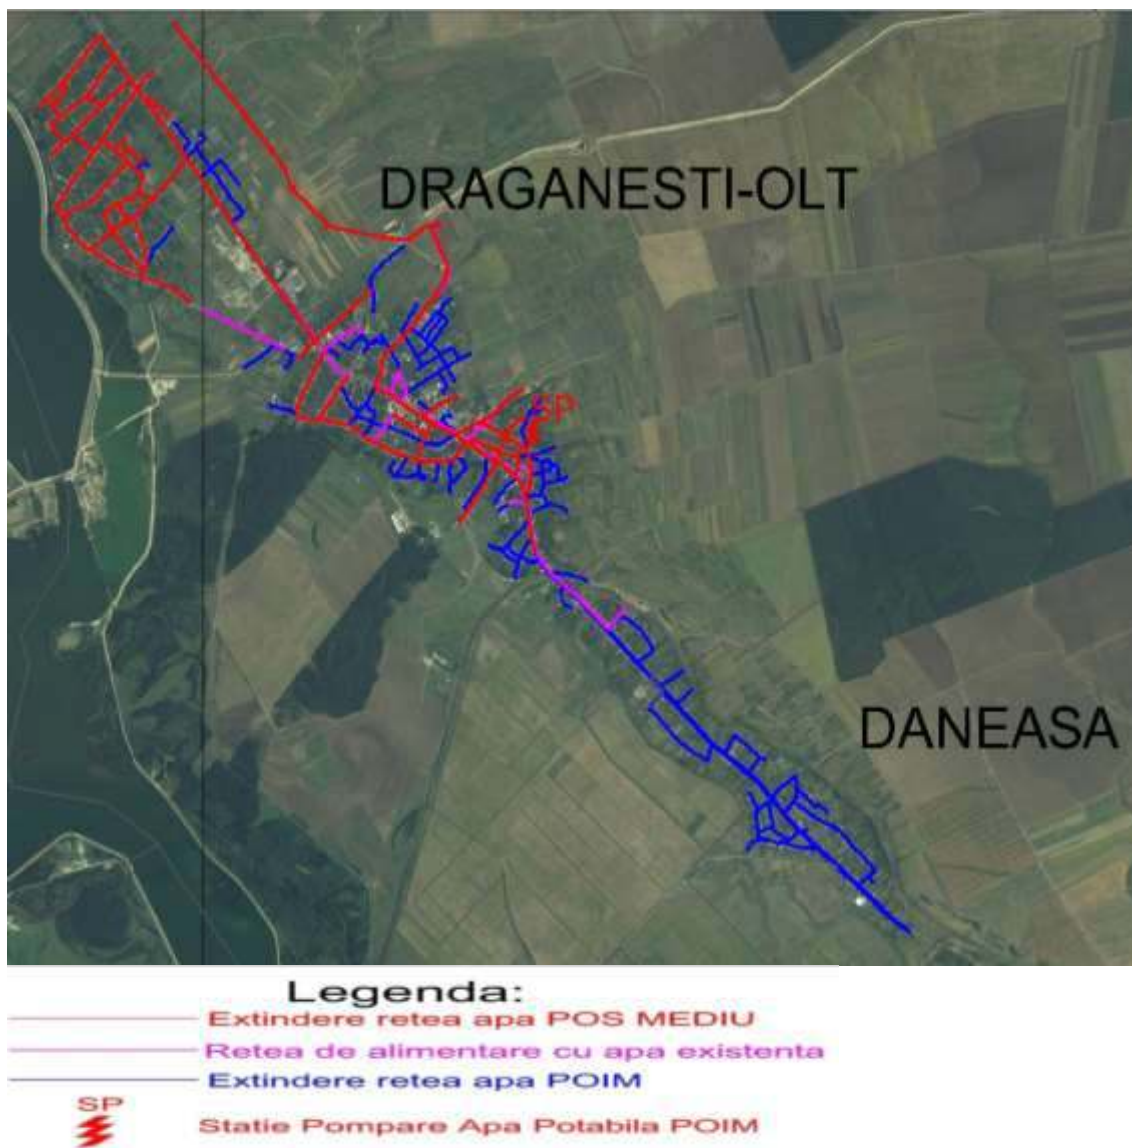 DRAGANESTI-OLT
SP
DANEASA
Legenda:
Extindere retea apa POS MEDIU
Retea de alimentare cu apa existenta
Extindere retea apa POIM
SP
Statie Pompare Apa Potabila POIM